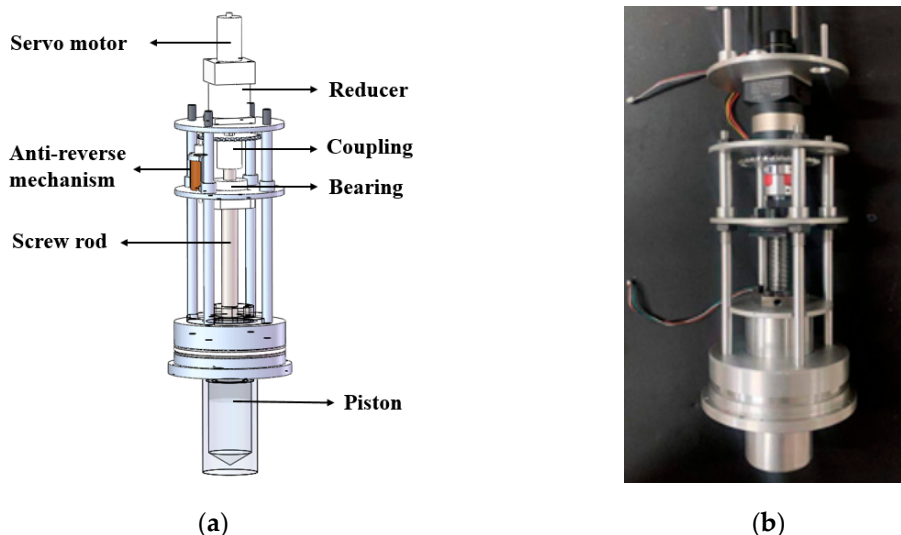 Servo motor
Reducer
Coupling
Anti-reverse
mechanism
Bearing
Screw rod
Piston
(a)
(b)